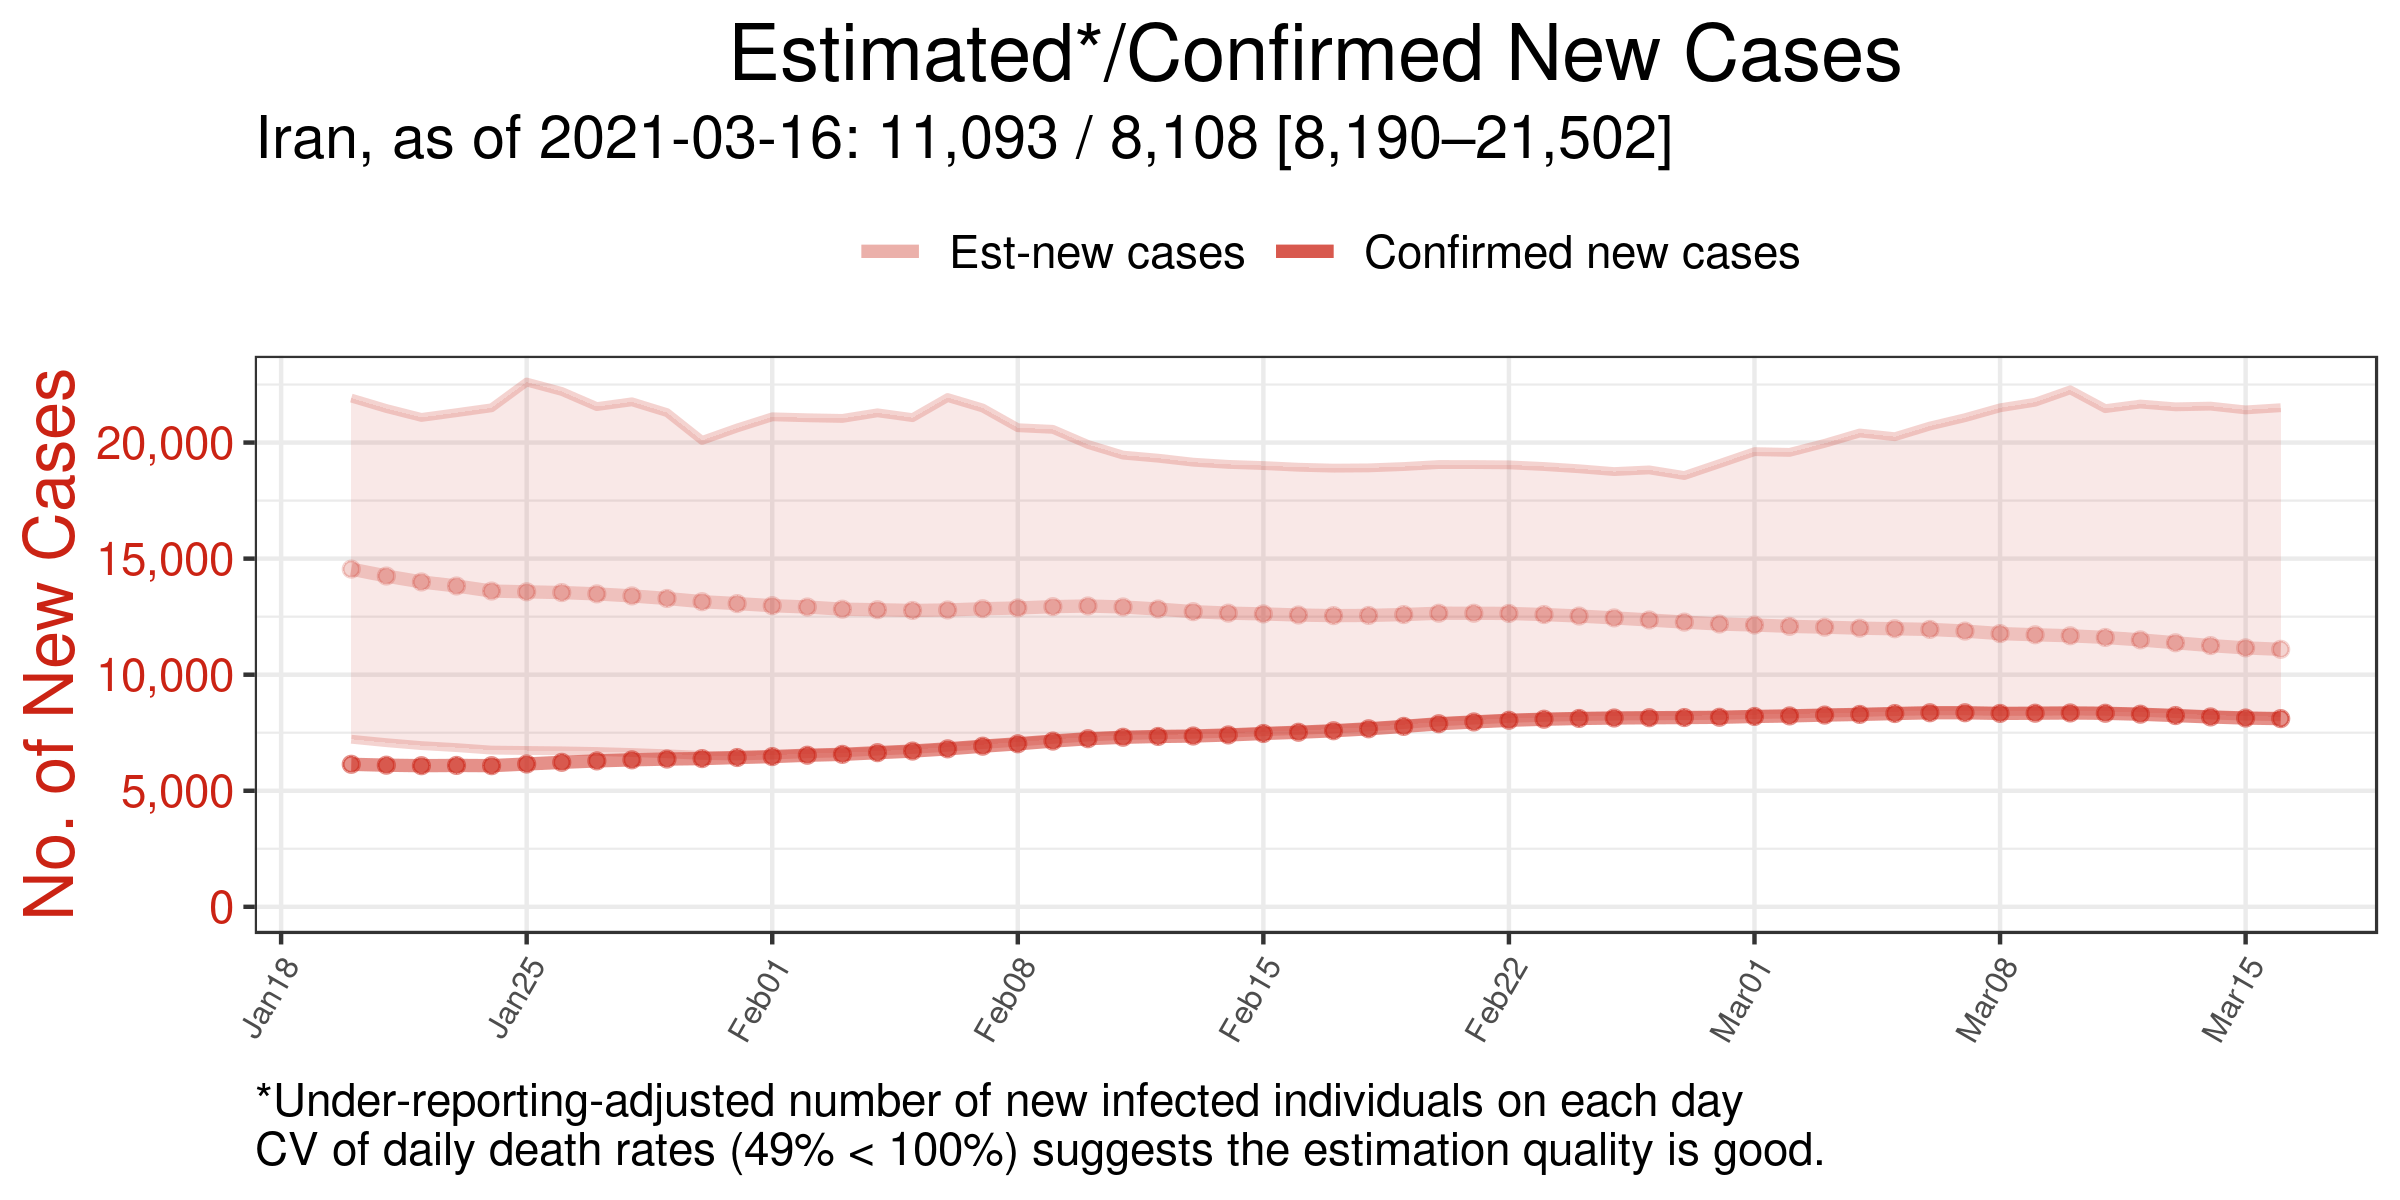 Estimated*/Confirmed New Cases
Iran, as of 2021-03-16: 11,093 / 8,108 [8,190–21,502]
Est-new cases
Confirmed new cases
No. of New Cases
20,000
15,000
10,000
5,000
0
Jan18
Jan25
Feb01
Feb08
Feb15
Feb22
Mar01
Mar08
Mar15
*Under-reporting-adjusted number of new infected individuals on each day
CV of daily death rates (49% < 100%) suggests the estimation quality is good.